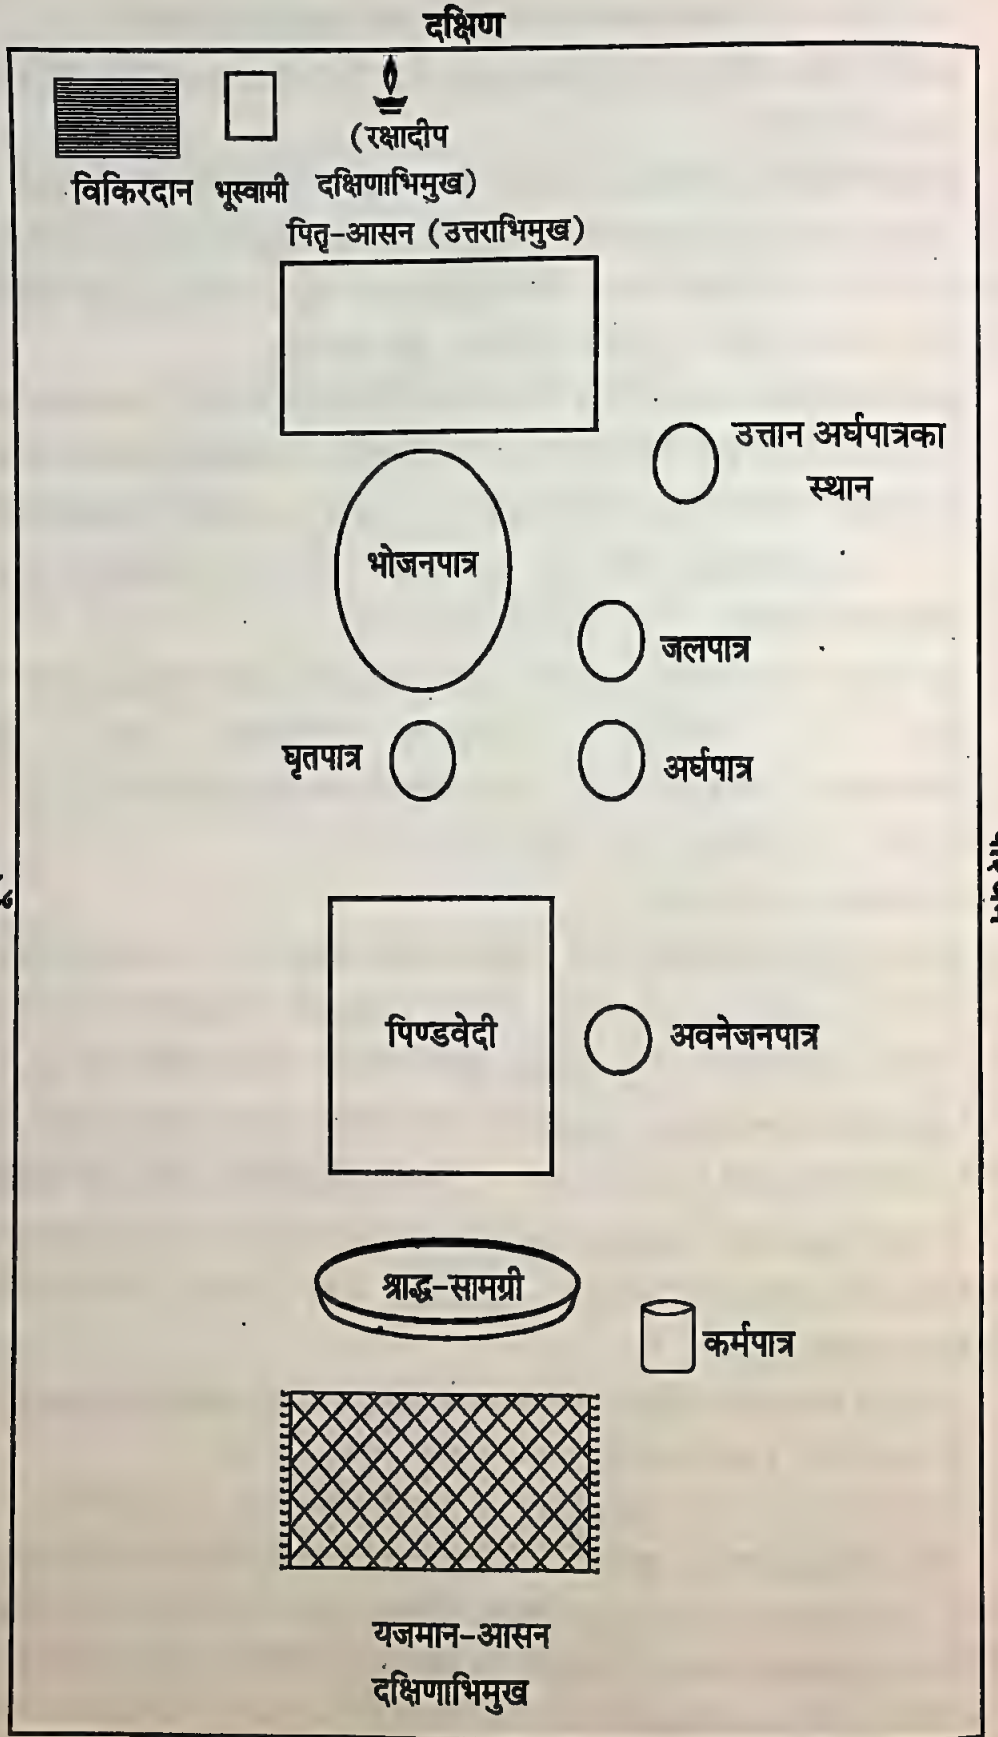 दक्षिण
(रक्षादीप
विकिरदान भूस्वामी दक्षिणाभिमुख)
पितृ-आसन (उत्तराभिमुख)
उत्तान अर्घपात्रका
स्थान
भोजनपात्र
जलपात्र
घृतपात्र
अर्घपात्र
पिण्डवेदी
अवनेजनपात्र
श्राद्ध-सामग्री
कर्मपात्र
यजमान-आसन
दक्षिणाभिमुख